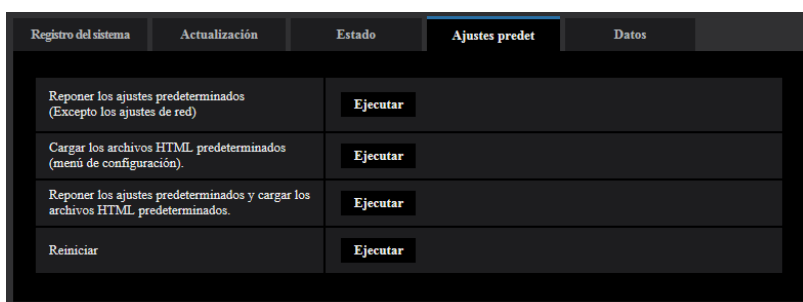 Registro del sistema Actualización Estado Ajustes predet Datos
Reponer los ajustes predeterminados
(Excepto los ajustes de red)
Ejecutar
Cargar los archivos HTML predeterminados
(menú de configuración).
Ejecutar
Reponer los ajustes predeterminados y cargar los
archivos HTML predeterminados.
Ejecutar
Reiniciar
Ejecutar